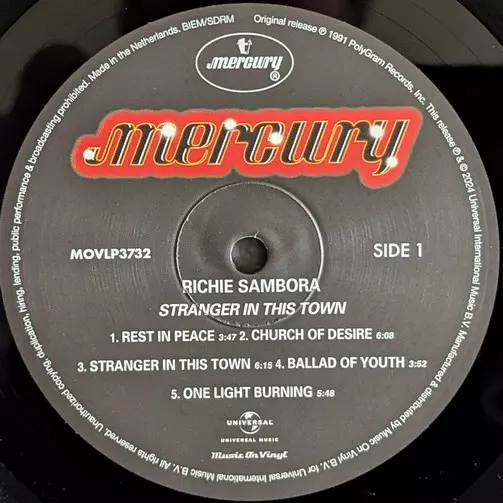 Original release ℗ 1991 PolyGram Records, Inc. This release ℗ & © 2024 Universal International Music B.V. Manufactured & distributed by Music On Vinyl B.V. for Universal International Music B.V. All rights reserved. Unauthorized copying, duplication, hiring, lending, public performance & broadcasting prohibited. Made in the Netherlands. BIEM/SDRM
mercury
®
mercury
MOVLP3732
SIDE 1
RICHIE SAMBORA
STRANGER IN THIS TOWN
1. REST IN PEACE 3:47 2. CHURCH OF DESIRE 6:08
3. STRANGER IN THIS TOWN 6:15 4. BALLAD OF YOUTH 3:52
5. ONE LIGHT BURNING 5:48
UNIVERSAL
UNIVERSAL MUSIC
Music On Vinyl